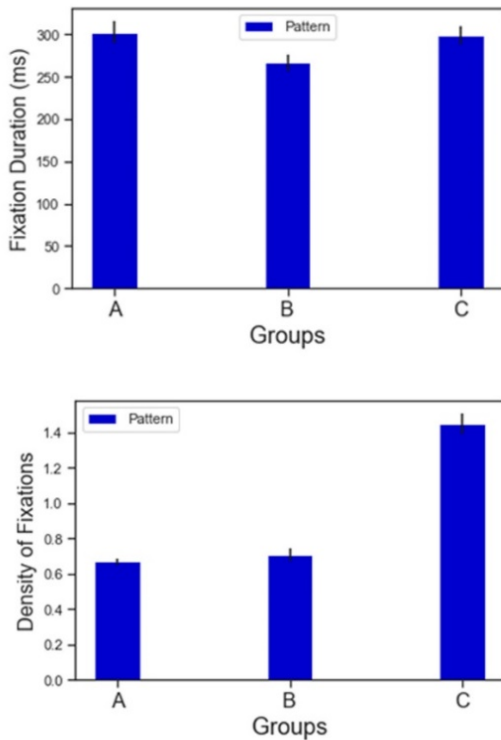 Fixation Duration (ms)
300
250
200
150
100
50
0
Pattern
A B C
Groups
Density of Fixations
1.4
1.2
1.0
0.8
0.6
0.4
0.2
0.0
Pattern
A B C
Groups